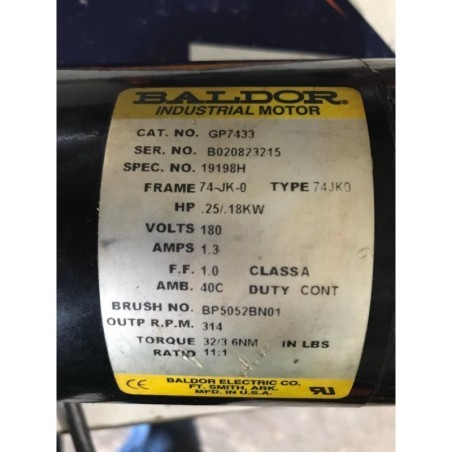 BALDOR
INDUSTRIAL MOTOR
CAT. NO. GP7433
SER. NO. B020823215
SPEC. NO. 19198H
FRAME 74-JK-0 TYPE 74JK0
HP .25/.18KW
VOLTS 180
AMPS 1.3
F.F. 1.0 CLASS A
AMB. 40C DUTY CONT
BRUSH NO. BP5052BN01
OUTP R.P.M. 314
TORQUE 32/3.6NM IN LBS
RATIO 11:1
CE BALDOR ELECTRIC CO.
FT. SMITH, ARK.
MFD. IN U.S.A.